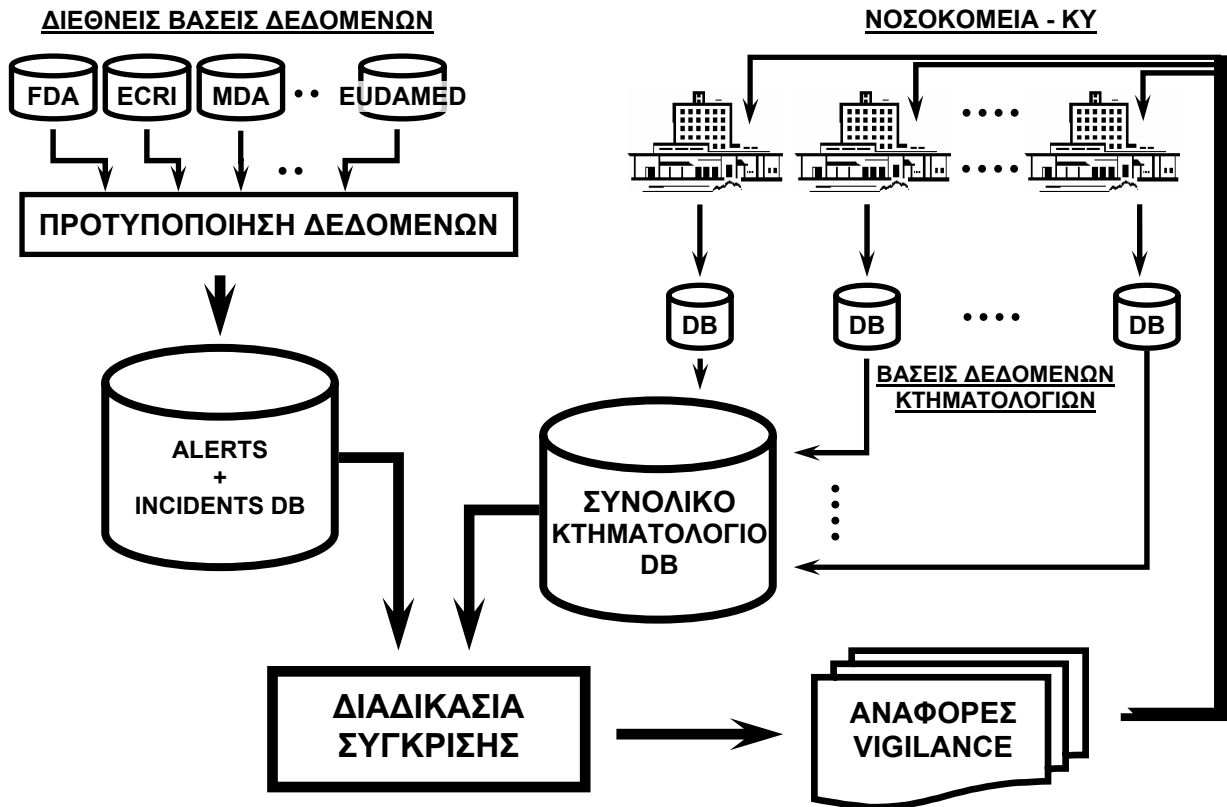 ΔΙΕΘΝΕΙΣ ΒΑΣΕΙΣ ΔΕΔΟΜΕΝΩΝ
FDA
ECRI
MDA
EUDAMED
ΠΡΟΤΥΠΟΠΟΙΗΣΗ ΔΕΔΟΜΕΝΩΝ
ALERTS
+
INCIDENTS DB
ΝΟΣΟΚΟΜΕΙΑ - ΚΥ
DB
DB
DB
ΒΑΣΕΙΣ ΔΕΔΟΜΕΝΩΝ
ΚΤΗΜΑΤΟΛΟΓΙΩΝ
ΣΥΝΟΛΙΚΟ
ΚΤΗΜΑΤΟΛΟΓΙΟ
DB
ΔΙΑΔΙΚΑΣΙΑ
ΣΥΓΚΡΙΣΗΣ
ΑΝΑΦΟΡΕΣ
VIGILANCE